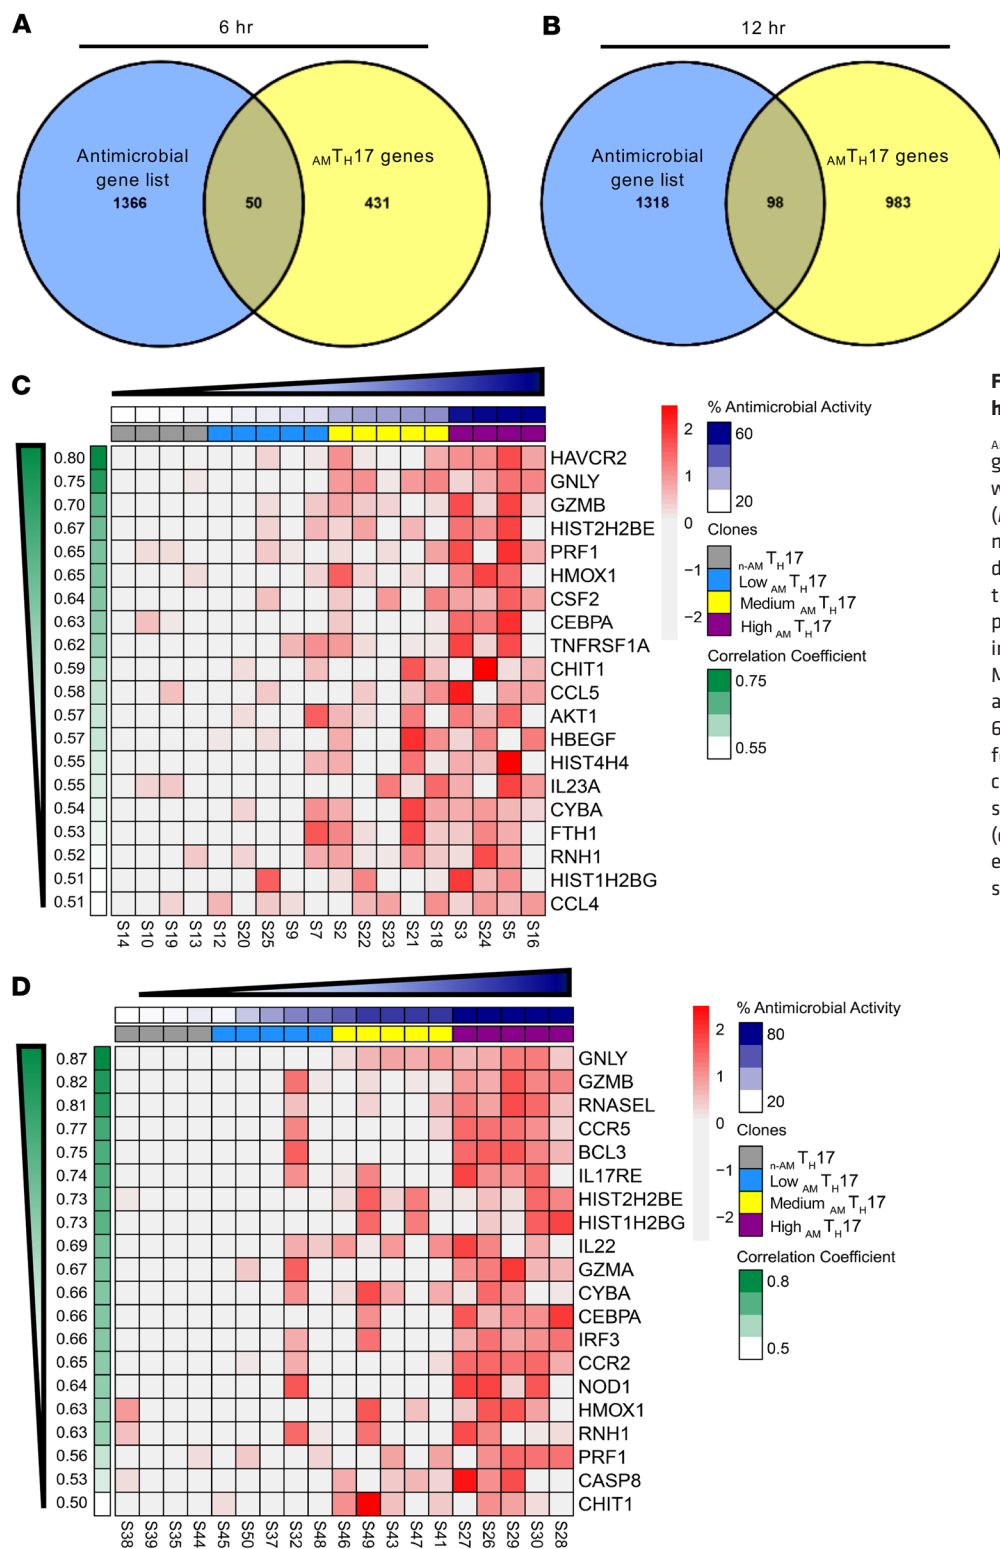 A
6 hr
Antimicrobial
gene list
1366
50
AMTH17 genes
431
B
12 hr
Antimicrobial
gene list
1318
98
AMTH17 genes
983
C
0.80 HAVCR2
0.75 GNLY
0.70 GZMB
0.67 HIST2H2BE
0.65 PRF1
0.65 HMOX1
0.64 CSF2
0.63 CEBPA
0.62 TNFRSF1A
0.59 CHIT1
0.58 CCL5
0.57 AKT1
0.57 HBEGF
0.55 HIST4H4
0.55 IL23A
0.54 CYBA
0.53 FTH1
0.52 RNH1
0.51 HIST1H2BG
0.51 CCL4
S14 S10 S19 S13 S12 S20 S25 S9 S7 S2 S22 S23 S21 S18 S3 S24 S5 S16
2
1
0
−1
−2
% Antimicrobial Activity
60
20
Clones
n-AM TH17
Low AM TH17
Medium AM TH17
High AM TH17
Correlation Coefficient
0.75
0.55
D
0.87 GNLY
0.82 GZMB
0.81 RNASEL
0.77 CCR5
0.75 BCL3
0.74 IL17RE
0.73 HIST2H2BE
0.73 HIST1H2BG
0.69 IL22
0.67 GZMA
0.66 CYBA
0.66 CEBPA
0.66 IRF3
0.65 CCR2
0.64 NOD1
0.63 HMOX1
0.63 RNH1
0.56 PRF1
0.53 CASP8
0.50 CHIT1
S38 S39 S35 S44 S45 S50 S37 S32 S48 S46 S49 S43 S47 S41 S27 S26 S29 S30 S28
2
1
0
−1
−2
% Antimicrobial Activity
80
20
Clones
n-AM TH17
Low AM TH17
Medium AM TH17
High AM TH17
Correlation Coefficient
0.8
0.5